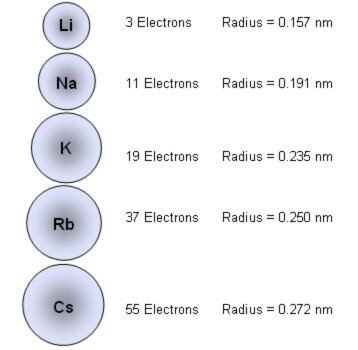 Li 3 Electrons Radius = 0.157 nm
Na 11 Electrons Radius = 0.191 nm
K 19 Electrons Radius = 0.235 nm
Rb 37 Electrons Radius = 0.250 nm
Cs 55 Electrons Radius = 0.272 nm